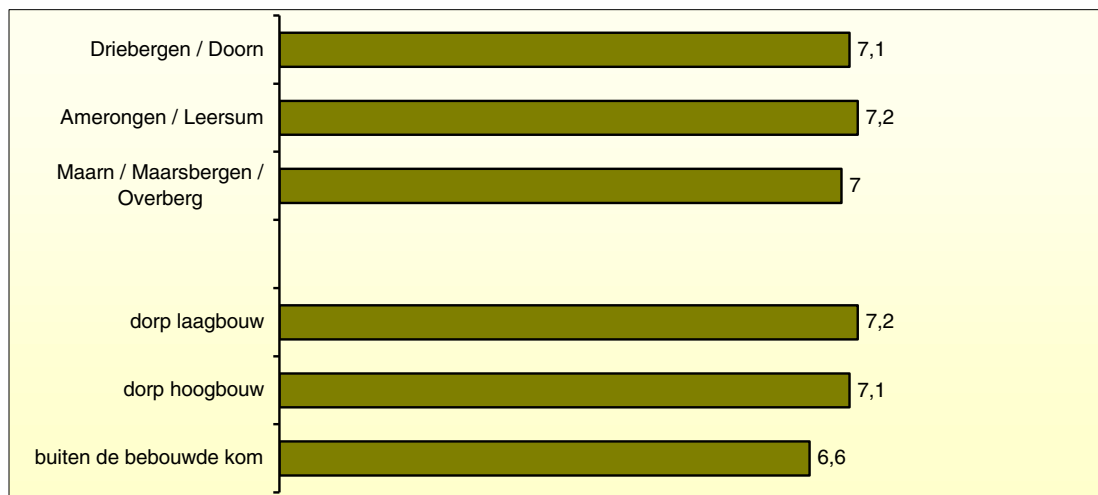 Driebergen / Doorn 7,1
Amerongen / Leersum 7,2
Maarn / Maarsbergen /
Overberg 7
dorp laagbouw 7,2
dorp hoogbouw 7,1
buiten de bebouwde kom 6,6